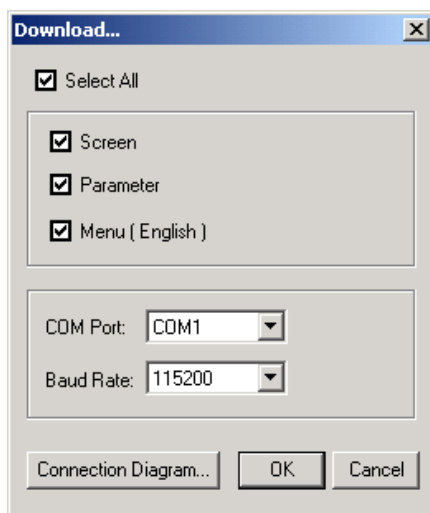 Download...
Select All
Screen
Parameter
Menu ( English )
COM Port: COM1
Baud Rate: 115200
Connection Diagram... OK Cancel